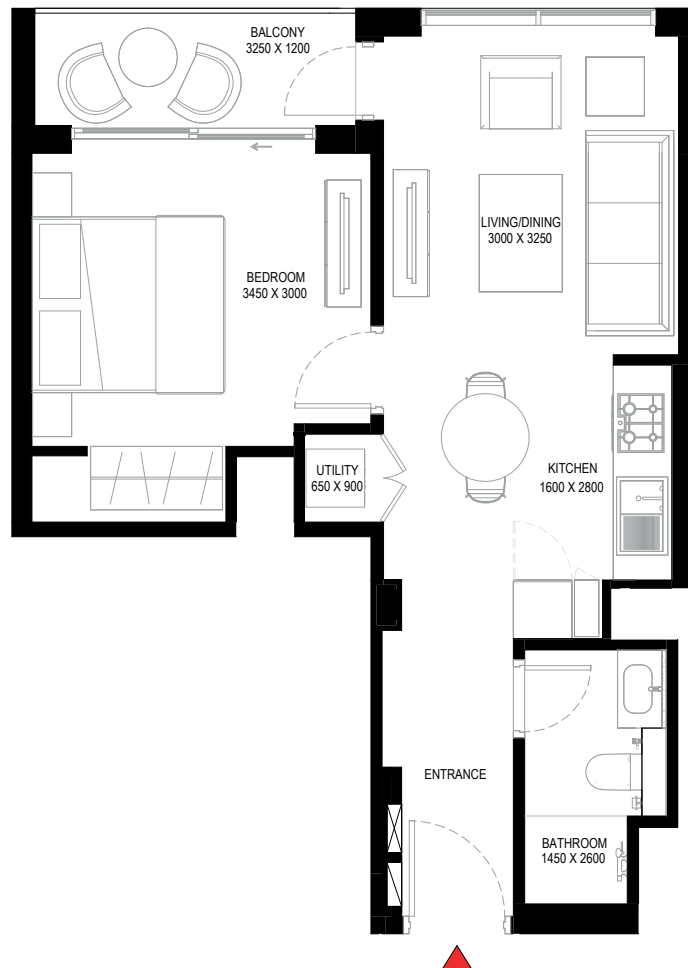 BALCONY
3250 X 1200
LIVING/DINING
3000 X 3250
BEDROOM
3450 X 3000
UTILITY
650 X 900
KITCHEN
1600 X 2800
ENTRANCE
BATHROOM
1450 X 2600